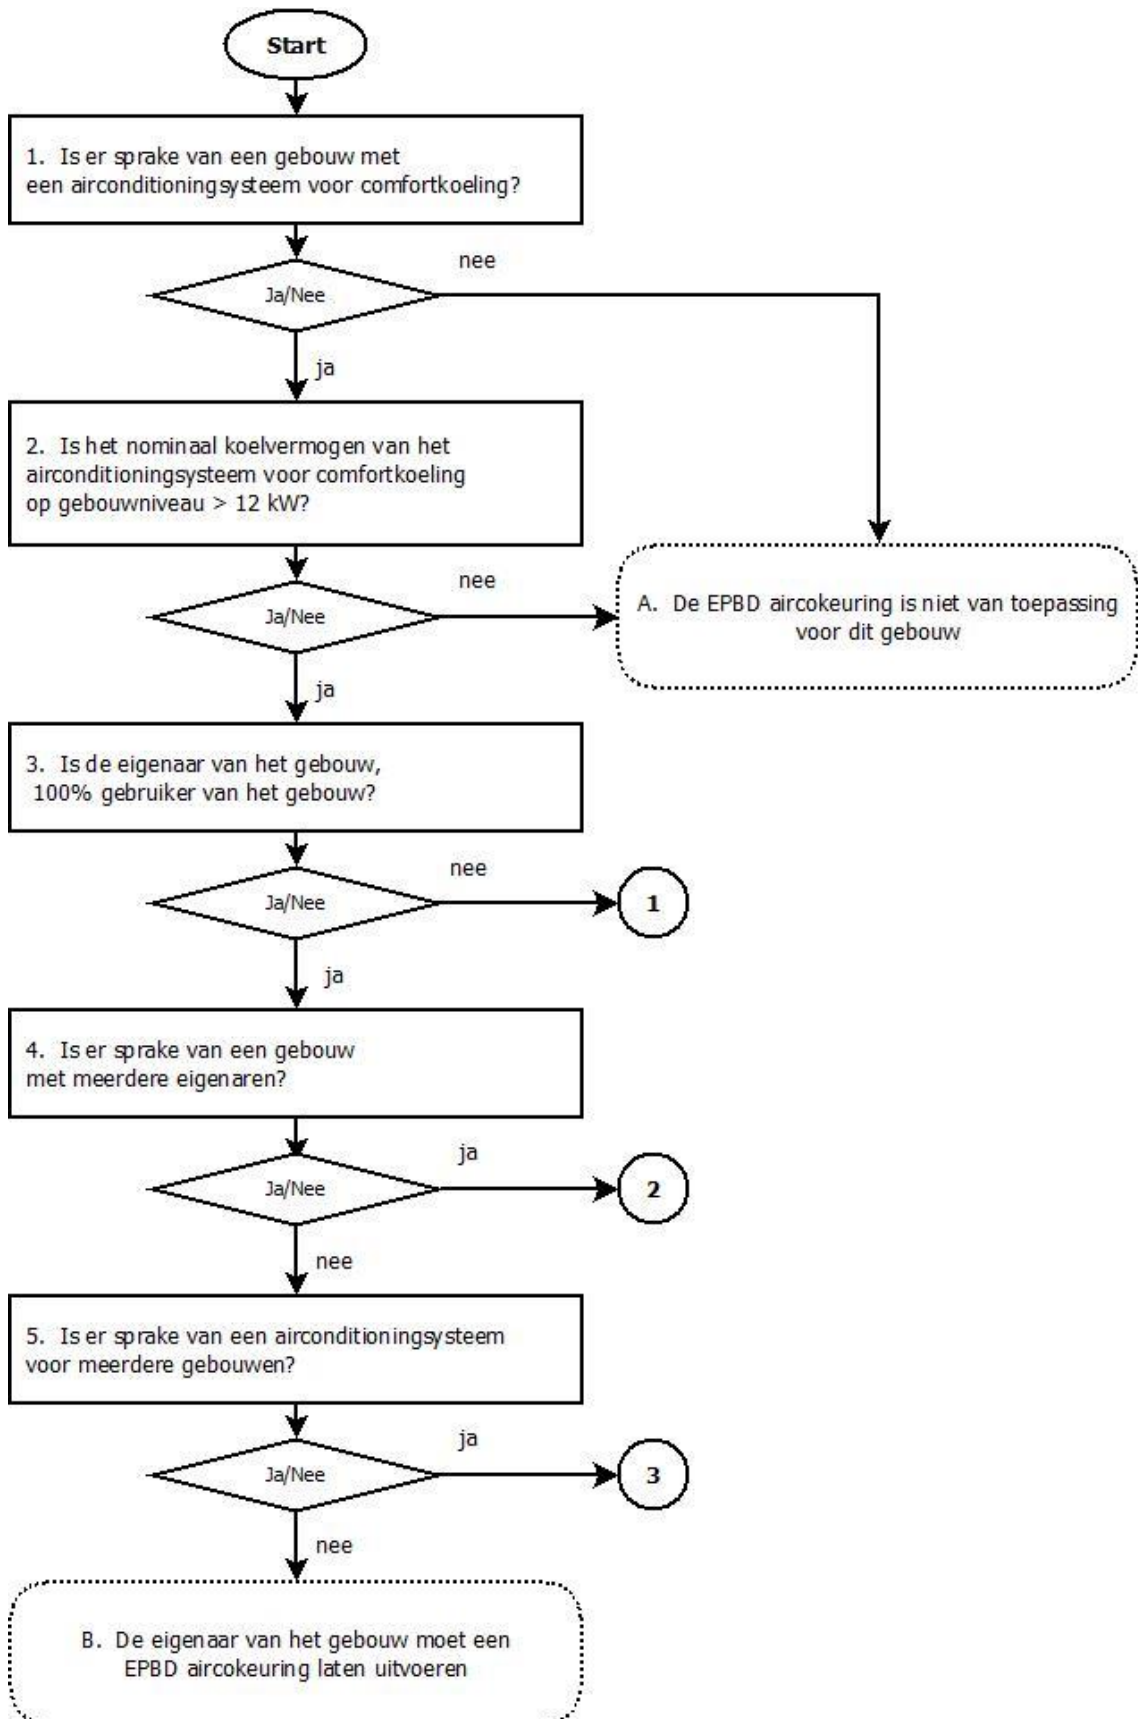 Start
1. Is er sprake van een gebouw met
een airconditioningsysteem voor comfortkoeling?
nee
Ja/Nee
ja
2. Is het nominaal koelvermogen van het
airconditioningsysteem voor comfortkoeling
op gebouwniveau > 12 kW?
nee
Ja/Nee
A. De EPBD aircokeuring is niet van toepassing
voor dit gebouw
ja
3. Is de eigenaar van het gebouw,
100% gebruiker van het gebouw?
nee
Ja/Nee
1
ja
4. Is er sprake van een gebouw
met meerdere eigenaren?
ja
Ja/Nee
2
nee
5. Is er sprake van een airconditioningsysteem
voor meerdere gebouwen?
ja
Ja/Nee
3
nee
B. De eigenaar van het gebouw moet een
EPBD aircokeuring laten uitvoeren